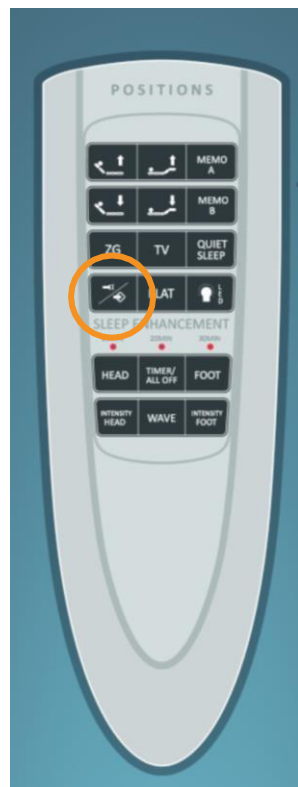 POSITIONS
MEMO
A
MEMO
B
ZG TV QUIET
SLEEP
FLAT LED
SLEEP ENHANCEMENT
20MIN 30MIN
HEAD TIMER/
ALL OFF FOOT
INTENSITY
HEAD WAVE INTENSITY
FOOT